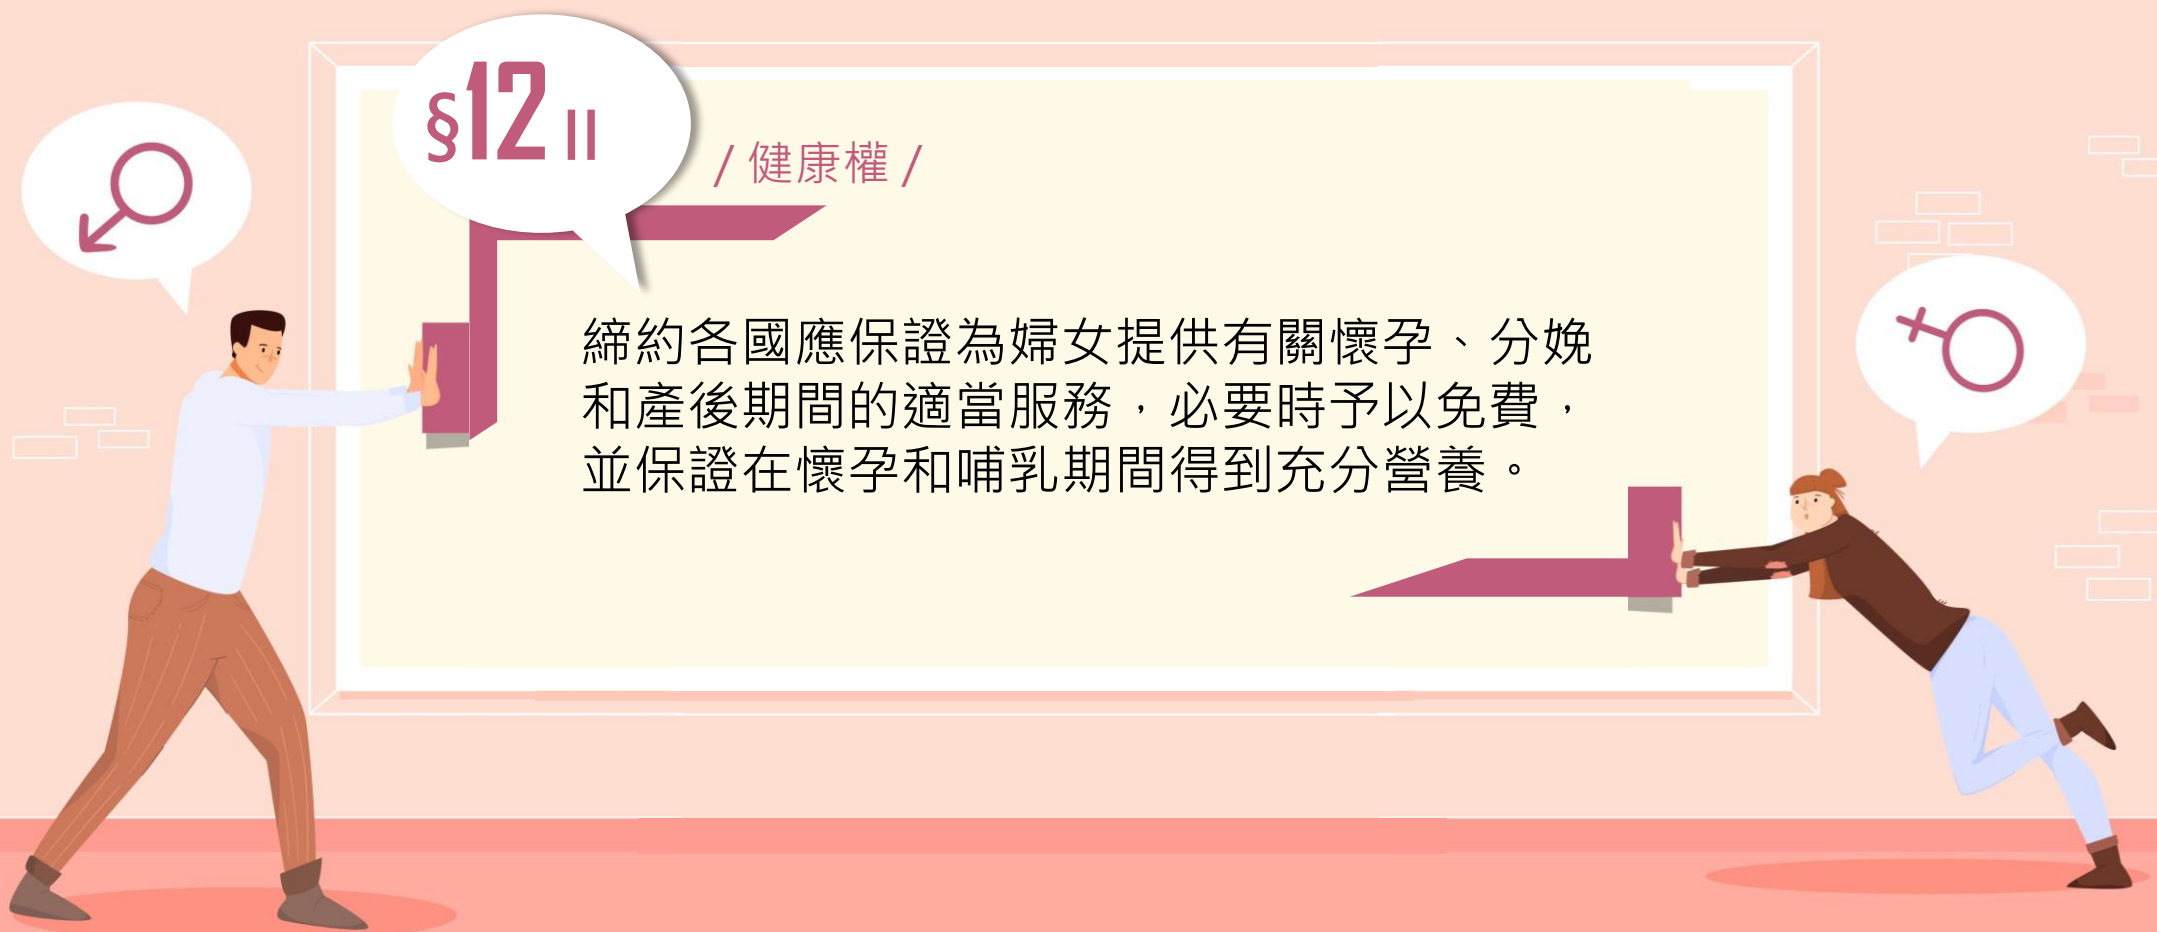 §12 II
/ 健康權 /
締約各國應保證為婦女提供有關懷孕、分娩
和產後期間的適當服務，必要時予以免費，
並保證在懷孕和哺乳期間得到充分營養。